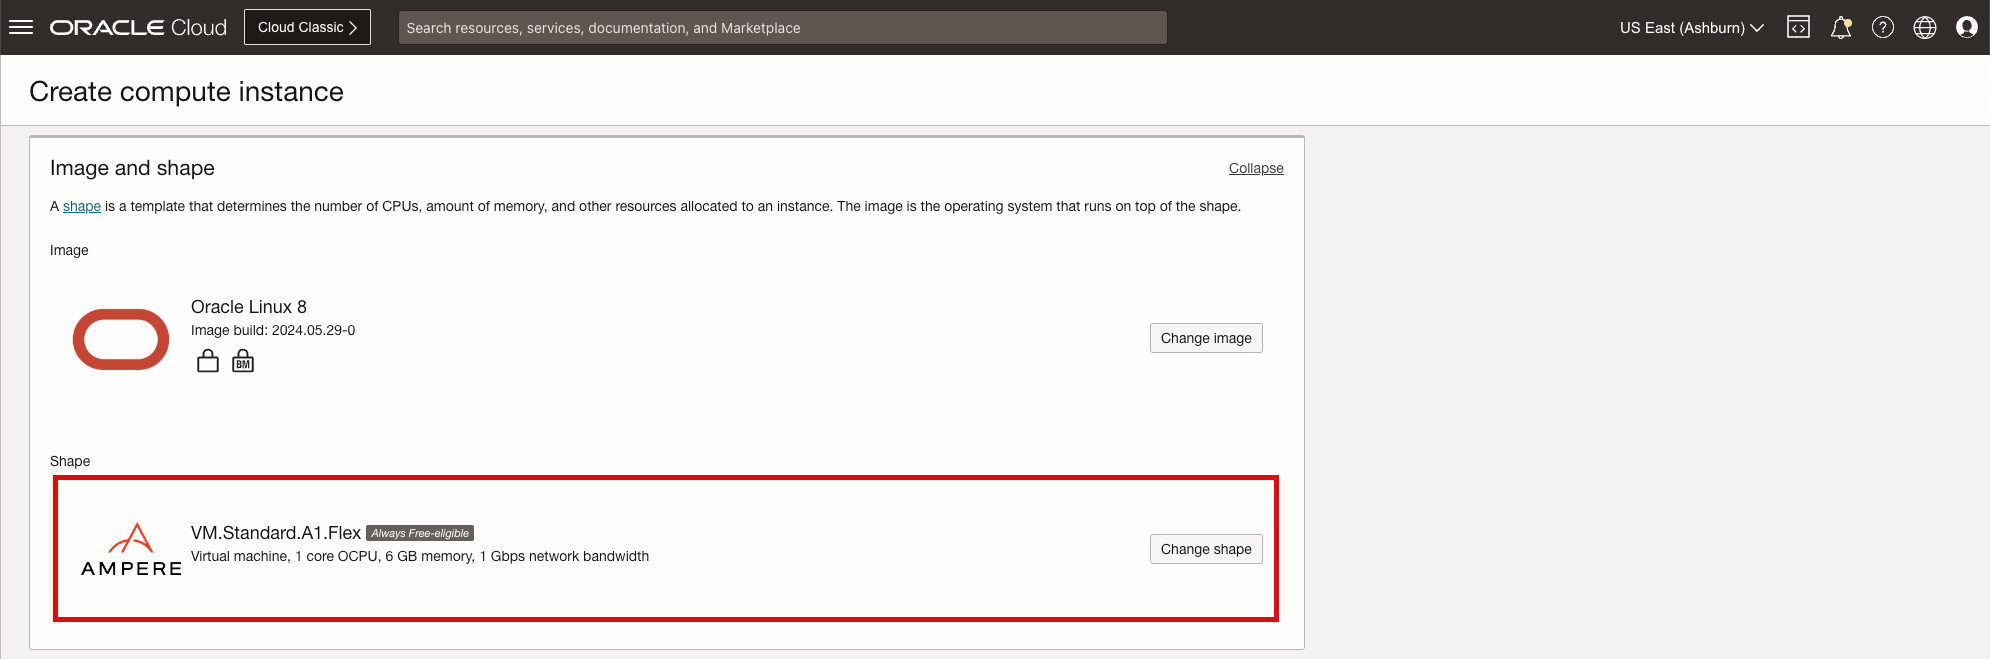 ORACLE Cloud
Cloud Classic
Search resources, services, documentation, and Marketplace
US East (Ashburn)
Create compute instance
Image and shape
Collapse
A shape is a template that determines the number of CPUs, amount of memory, and other resources allocated to an instance. The image is the operating system that runs on top of the shape.
Image
Oracle Linux 8
Image build: 2024.05.29-0
BM
Change image
Shape
AMPERE
VM.Standard.A1.Flex Always Free-eligible
Virtual machine, 1 core OCPU, 6 GB memory, 1 Gbps network bandwidth
Change shape